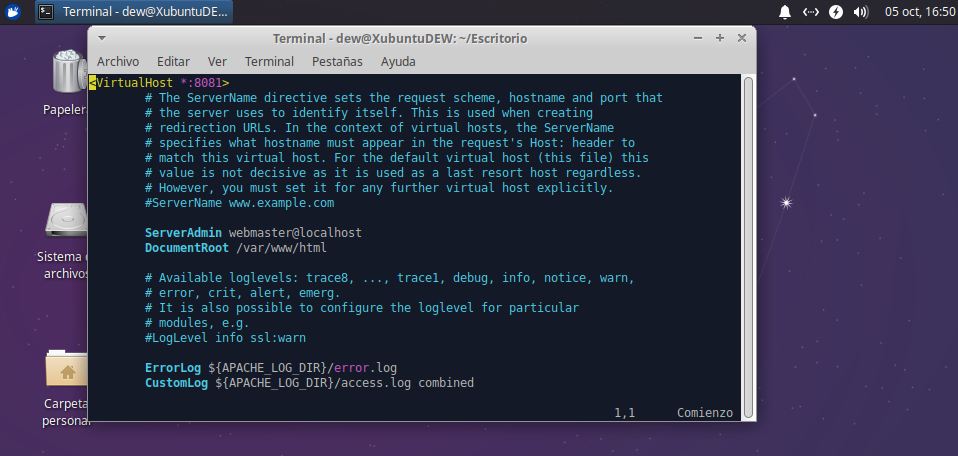 Terminal - dew@XubuntuDE...
05 oct, 16:50
Terminal - dew@XubuntuDEW: ~/Escritorio
Archivo Editar Ver Terminal Pestañas Ayuda
Papeler
Sistema
archivos
Carpeta
personal
<VirtualHost *:8081>
# The ServerName directive sets the request scheme, hostname and port that
# the server uses to identify itself. This is used when creating
# redirection URLs. In the context of virtual hosts, the ServerName
# specifies what hostname must appear in the request's Host: header to
# match this virtual host. For the default virtual host (this file) this
# value is not decisive as it is used as a last resort host regardless.
# However, you must set it for any further virtual host explicitly.
#ServerName www.example.com
ServerAdmin webmaster@localhost
DocumentRoot /var/www/html
# Available loglevels: trace8, ..., trace1, debug, info, notice, warn,
# error, crit, alert, emerg.
# It is also possible to configure the loglevel for particular
# modules, e.g.
#LogLevel info ssl:warn
ErrorLog ${APACHE_LOG_DIR}/error.log
CustomLog ${APACHE_LOG_DIR}/access.log combined
1,1 Comienzo